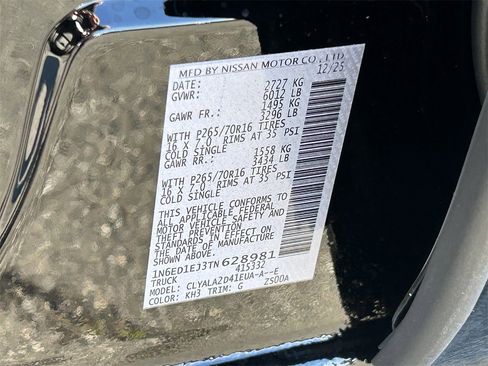 MFD BY NISSAN MOTOR CO., LTD.
DATE: 12/25
GVWR: 2727 KG
6012 LB
GAWR FR: 1495 KG
3296 LB
WITH P265/70R16 TIRES
16 X 7.0 RIMS AT 35 PSI
COLD SINGLE
GAWR RR: 1558 KG
3434 LB
WITH P265/70R16 TIRES
16 X 7.0 RIMS AT 35 PSI
COLD SINGLE
THIS VEHICLE CONFORMS TO
ALL APPLICABLE FEDERAL
MOTOR VEHICLE SAFETY AND
THEFT PREVENTION
STANDARDS IN EFFECT ON
THE DATE OF MANUFACTURE
1N6ED1EJ3TN628981
TRUCK 415332
MODEL: CLYALA2D41EUA-A--E
COLOR: KH3 TRIM: G ZS00A